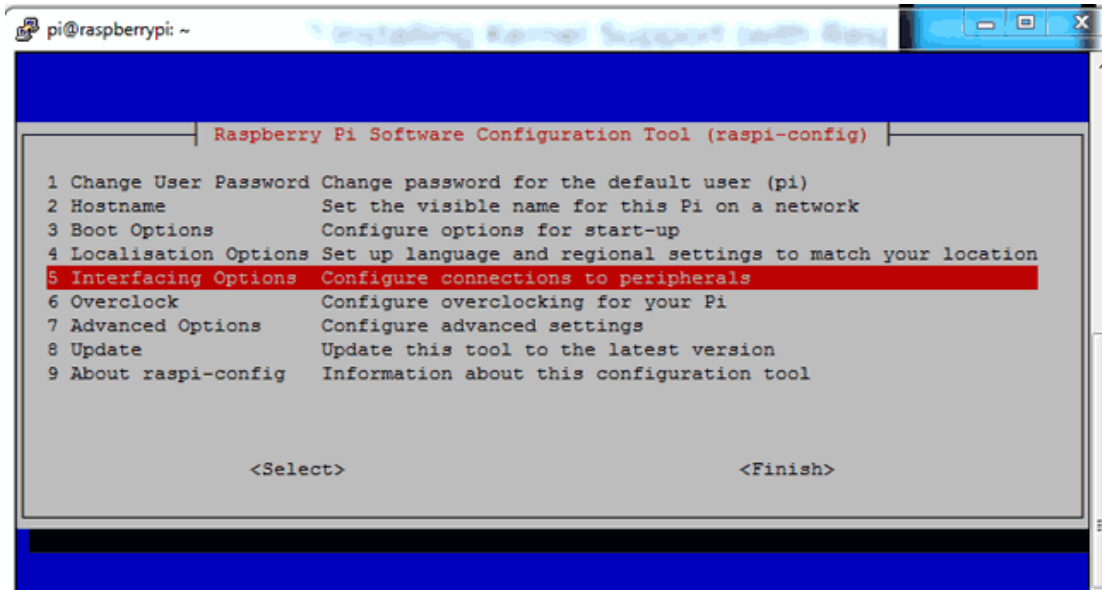 pi@raspberrypi: ~
Raspberry Pi Software Configuration Tool (raspi-config)
1 Change User Password Change password for the default user (pi)
2 Hostname Set the visible name for this Pi on a network
3 Boot Options Configure options for start-up
4 Localisation Options Set up language and regional settings to match your location
5 Interfacing Options Configure connections to peripherals
6 Overclock Configure overclocking for your Pi
7 Advanced Options Configure advanced settings
8 Update Update this tool to the latest version
9 About raspi-config Information about this configuration tool
<Select> <Finish>